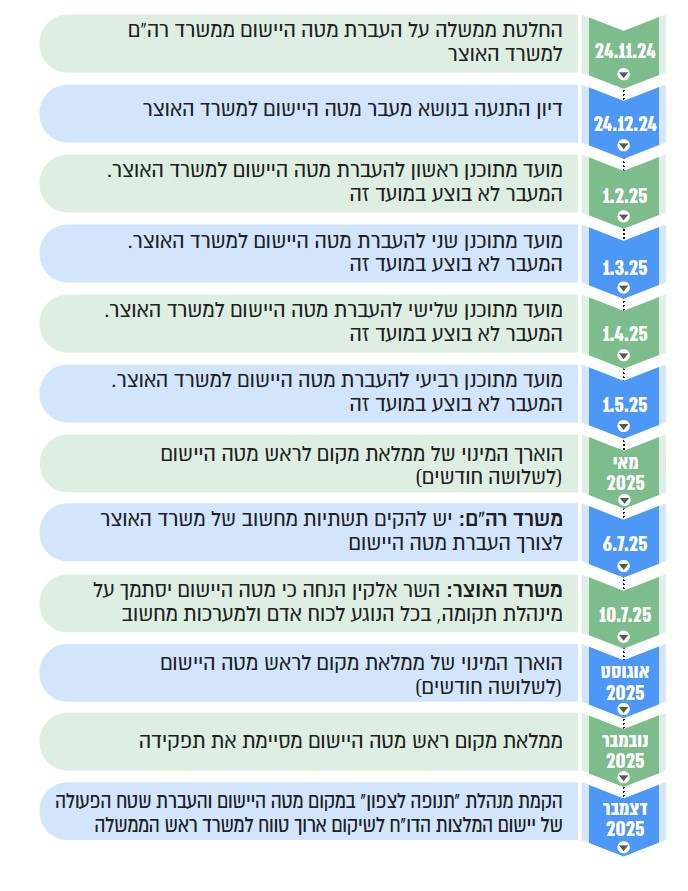 24.11.24
החלטת ממשלה על העברת מטה היישום ממשרד רה"ם
למשרד האוצר
24.12.24
דיון התנעה בנושא מעבר מטה היישום למשרד האוצר
1.2.25
מועד מתוכנן ראשון להעברת מטה היישום למשרד האוצר.
המעבר לא בוצע במועד זה
1.3.25
מועד מתוכנן שני להעברת מטה היישום למשרד האוצר.
המעבר לא בוצע במועד זה
1.4.25
מועד מתוכנן שלישי להעברת מטה היישום למשרד האוצר.
המעבר לא בוצע במועד זה
1.5.25
מועד מתוכנן רביעי להעברת מטה היישום למשרד האוצר.
המעבר לא בוצע במועד זה
מאי
2025
הוארך המינוי של ממלאת מקום לראש מטה היישום
(לשלושה חודשים)
6.7.25
משרד רה"ם: יש להקים תשתיות מחשוב של משרד האוצר
לצורך העברת מטה היישום
10.7.25
משרד האוצר: השר אלקין הנחה כי מטה היישום יסתמך על
מינהלת תקומה, בכל הנוגע לכוח אדם ולמערכות מחשוב
אוגוסט
2025
הוארך המינוי של ממלאת מקום לראש מטה היישום
(לשלושה חודשים)
נובמבר
2025
ממלאת מקום ראש מטה היישום מסיימת את תפקידה
דצמבר
2025
הקמת מנהלת "תנופה לצפון" במקום מטה היישום והעברת שטח הפעולה
של יישום המלצות הדו"ח לשיקום ארוך טווח למשרד ראש הממשלה